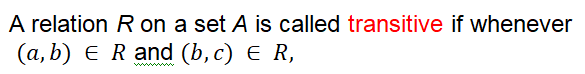 A relation R on a set A is called transitive if whenever
(a, b) ∈ R and (b, c) ∈ R,